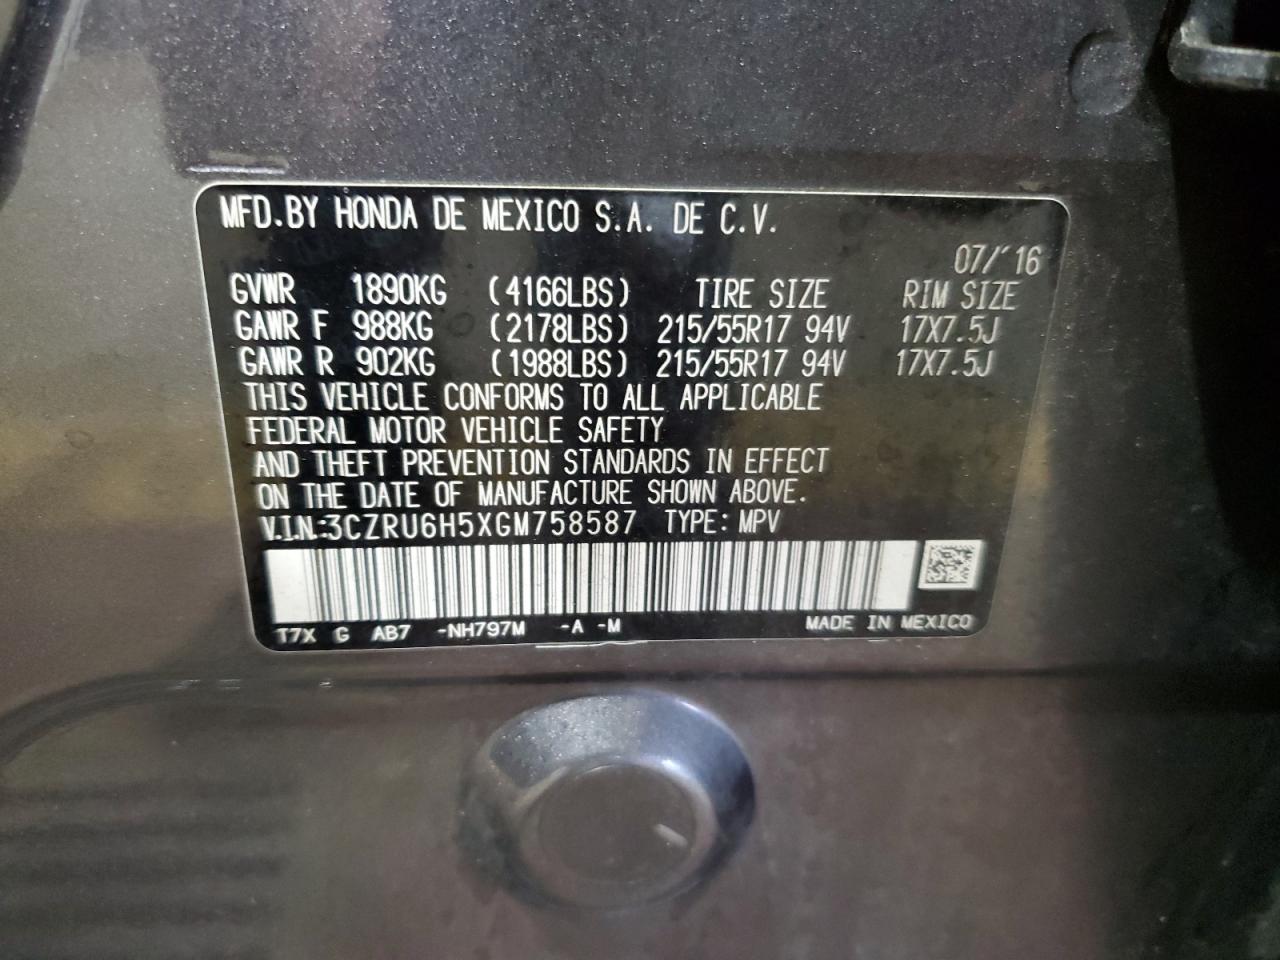 MFD.BY HONDA DE MEXICO S.A. DE C.V.
07/'16
GVWR 1890KG (4166LBS) TIRE SIZE RIM SIZE
GAWR F 988KG (2178LBS) 215/55R17 94V 17X7.5J
GAWR R 902KG (1988LBS) 215/55R17 94V 17X7.5J
THIS VEHICLE CONFORMS TO ALL APPLICABLE
FEDERAL MOTOR VEHICLE SAFETY
AND THEFT PREVENTION STANDARDS IN EFFECT
ON THE DATE OF MANUFACTURE SHOWN ABOVE.
V.I.N.:3CZRU6H5XGM758587 TYPE: MPV
T7X G AB7 -NH797M -A -M MADE IN MEXICO